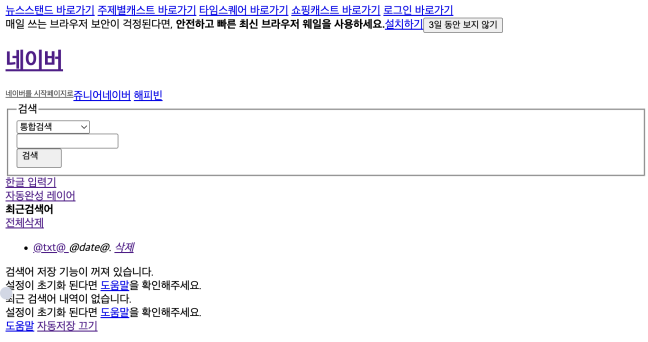 뉴스스탠드 바로가기 주제별캐스트 바로가기 타임스퀘어 바로가기 쇼핑캐스트 바로가기 로그인 바로가기
매일 쓰는 브라우저 보안이 걱정된다면, 안전하고 빠른 최신 브라우저 웨일을 사용하세요.설치하기 3일 동안 보지 않기
네이버
네이버를 시작페이지로쥬니어네이버 해피빈
검색
통합검색
검색
한글 입력기
자동완성 레이어
최근검색어
전체삭제
@txt@ @date@. 삭제
검색어 저장 기능이 꺼져 있습니다.
설정이 초기화 된다면 도움말을 확인해주세요.
최근 검색어 내역이 없습니다.
설정이 초기화 된다면 도움말을 확인해주세요.
도움말 자동저장 끄기